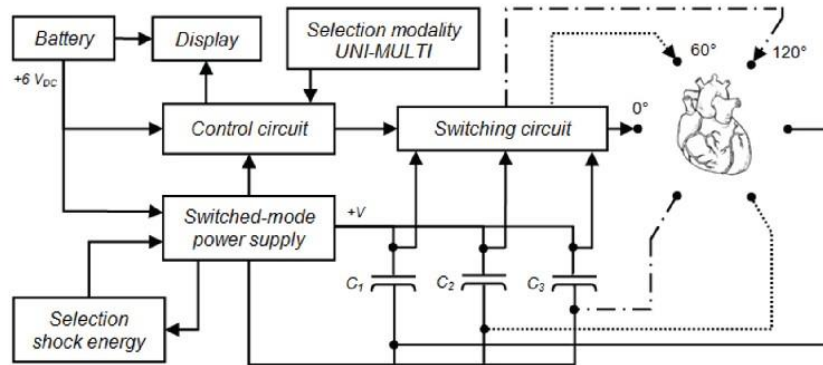 Battery
Display
Selection modality
UNI-MULTI
60°
120°
+6 VDC
0°
Control circuit
Switching circuit
Switched-mode
power supply
+V
C1
C2
C3
Selection
shock energy